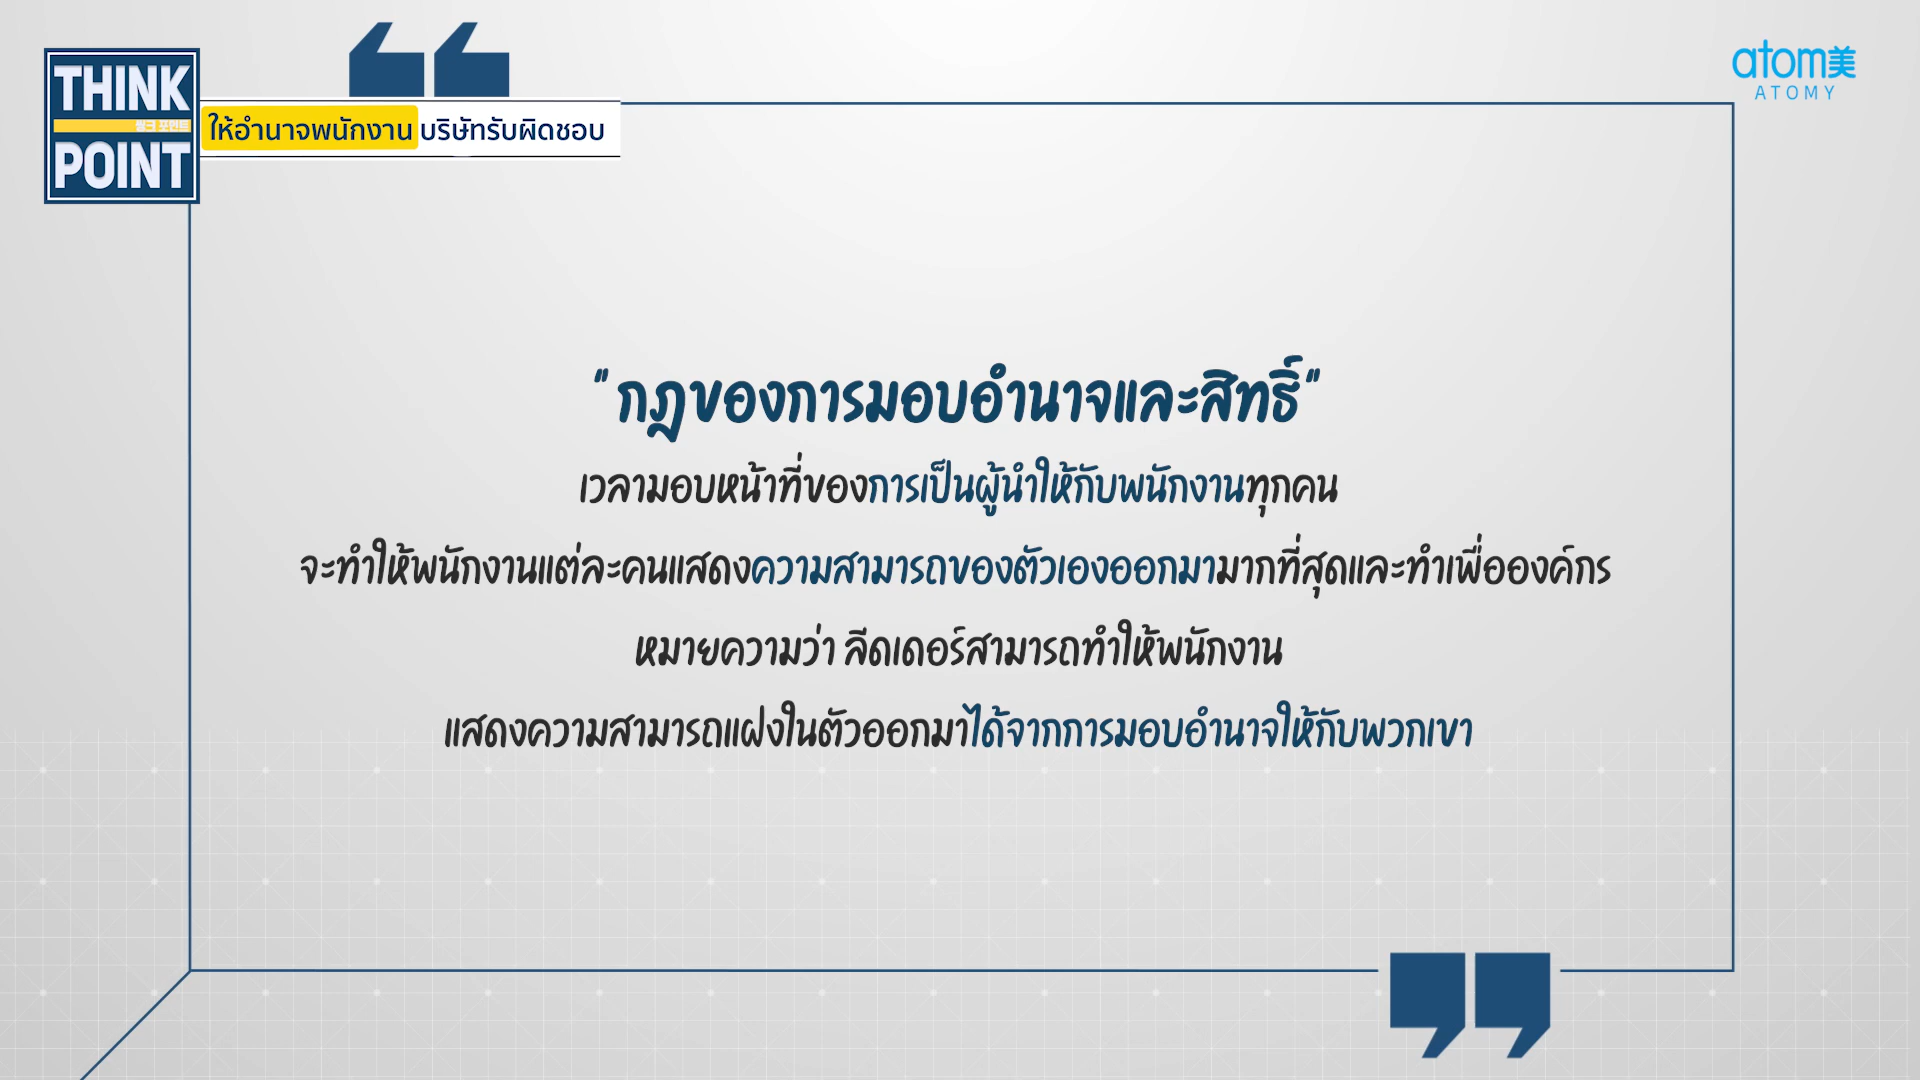 THINK
씽크 포인트
POINT
ให้อำนาจพนักงาน บริษัทรับผิดชอบ
atom美
ATOMY
"กฎของการมอบอำนาจและสิทธิ์"
เวลามอบหน้าที่ของการเป็นผู้นำให้กับพนักงานทุกคน
จะทำให้พนักงานแต่ละคนแสดงความสามารถของตัวเองออกมามากที่สุดและทำเพื่อองค์กร
หมายความว่า ลีดเดอร์สามารถทำให้พนักงาน
แสดงความสามารถแฝงในตัวออกมาได้จากการมอบอำนาจให้กับพวกเขา